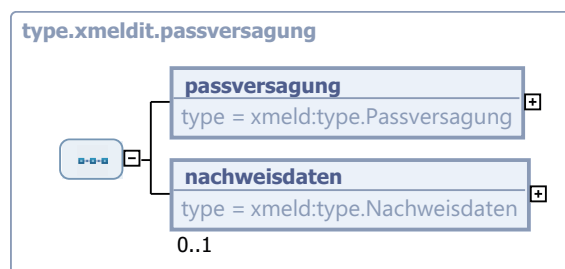 type.xmeldit.passversagung
passversagung
type = xmeld:type.Passversagung
nachweisdaten
type = xmeld:type.Nachweisdaten
0..1